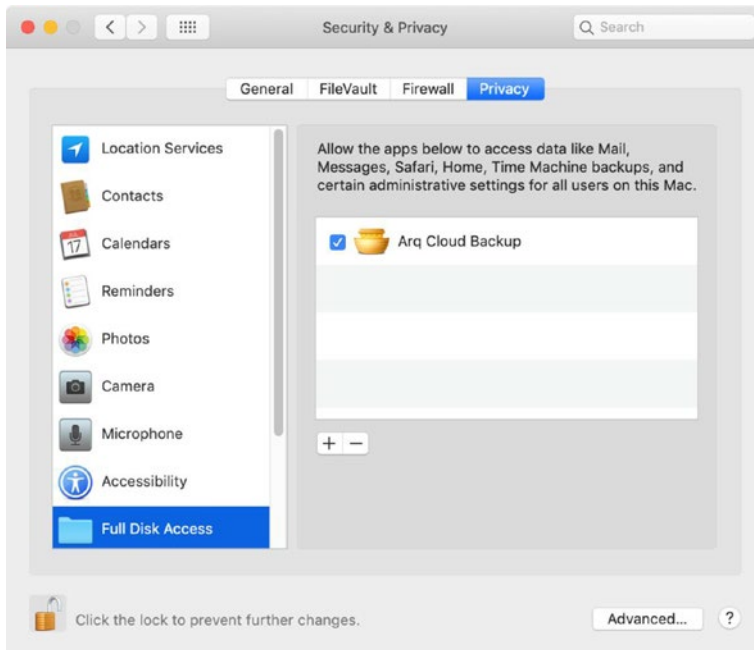 Security & Privacy
Search
General
FileVault
Firewall
Privacy
Location Services
Contacts
JUL
17
Calendars
Reminders
Photos
Camera
Microphone
Accessibility
Full Disk Access
Allow the apps below to access data like Mail,
Messages, Safari, Home, Time Machine backups, and
certain administrative settings for all users on this Mac.
Arq Cloud Backup
+ −
Click the lock to prevent further changes.
Advanced...
?